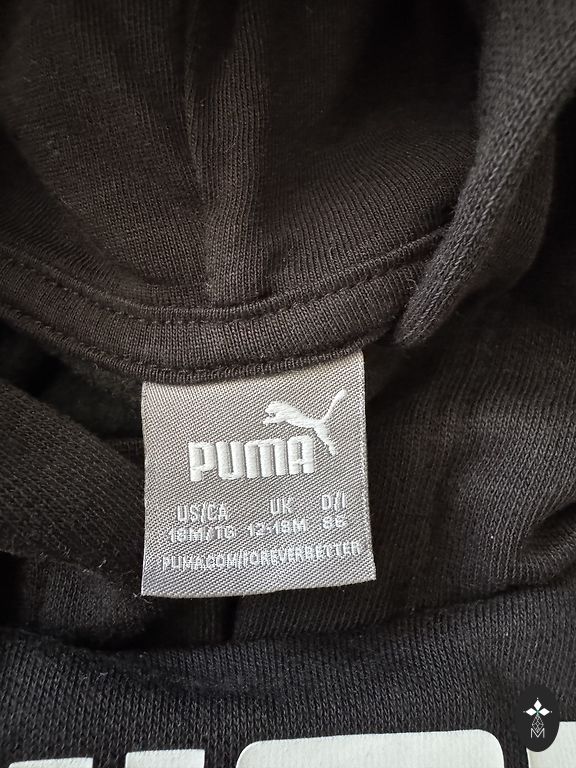 PUMA
US/CA UK D/I
18M/TG 12-18M 86
PUMA.COM/FOREVERBETTER
M